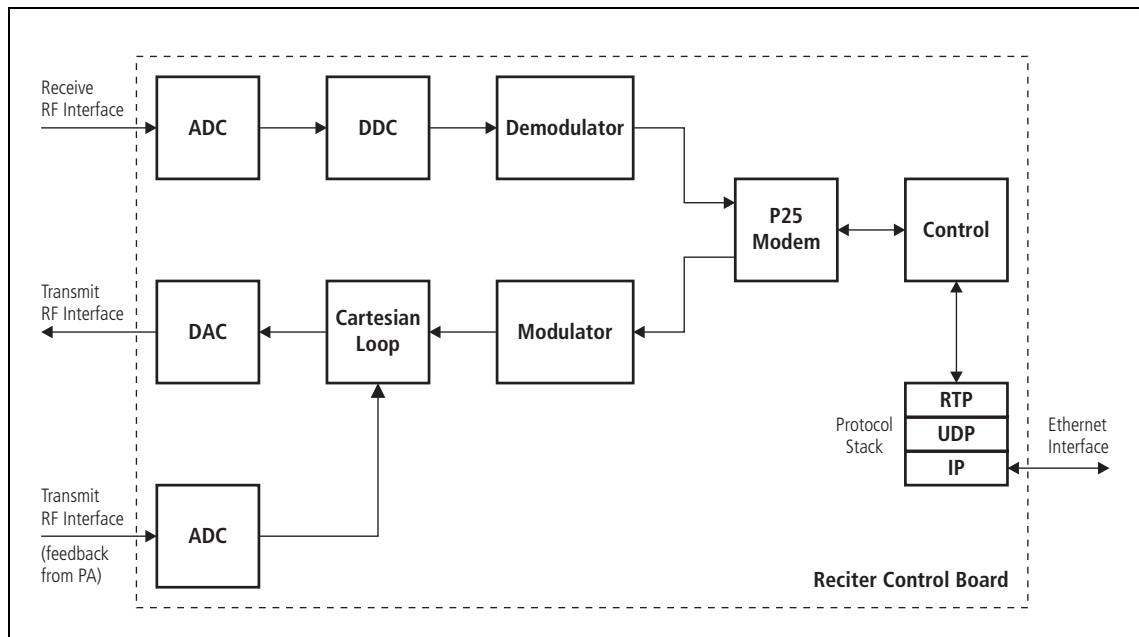 Receive
RF Interface
ADC
DDC
Demodulator
P25
Modem
Control
Transmit
RF Interface
DAC
Cartesian
Loop
Modulator
Protocol
Stack
RTP
UDP
IP
Ethernet
Interface
Transmit
RF Interface
(feedback
from PA)
ADC
Reciter Control Board